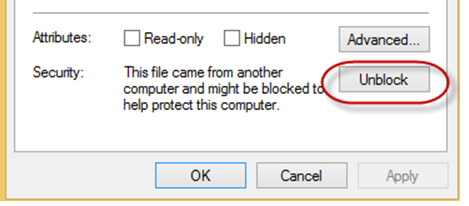 Attributes: Read-only Hidden Advanced...
Security: This file came from another Unblock
computer and might be blocked to
help protect this computer.
OK Cancel Apply